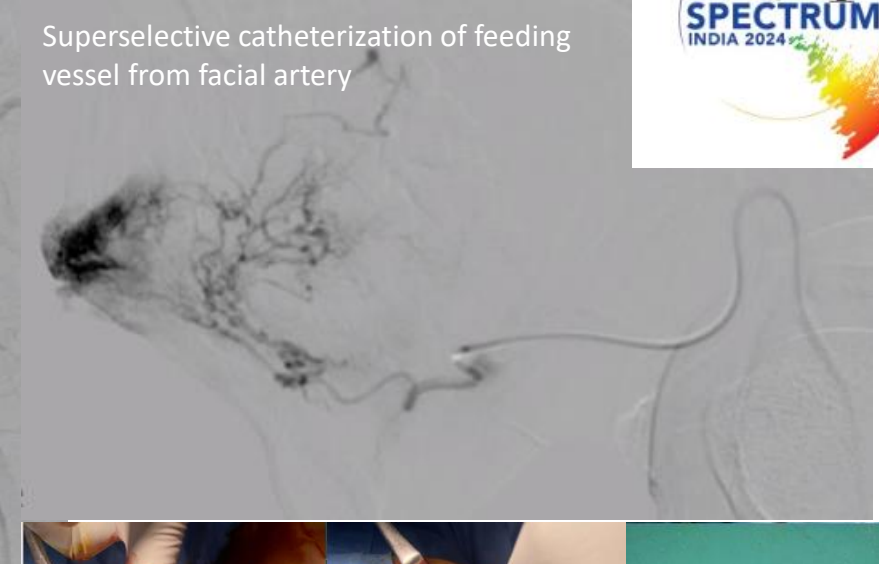 Superselective catheterization of feeding
vessel from facial artery
SPECTRUM
INDIA 2024